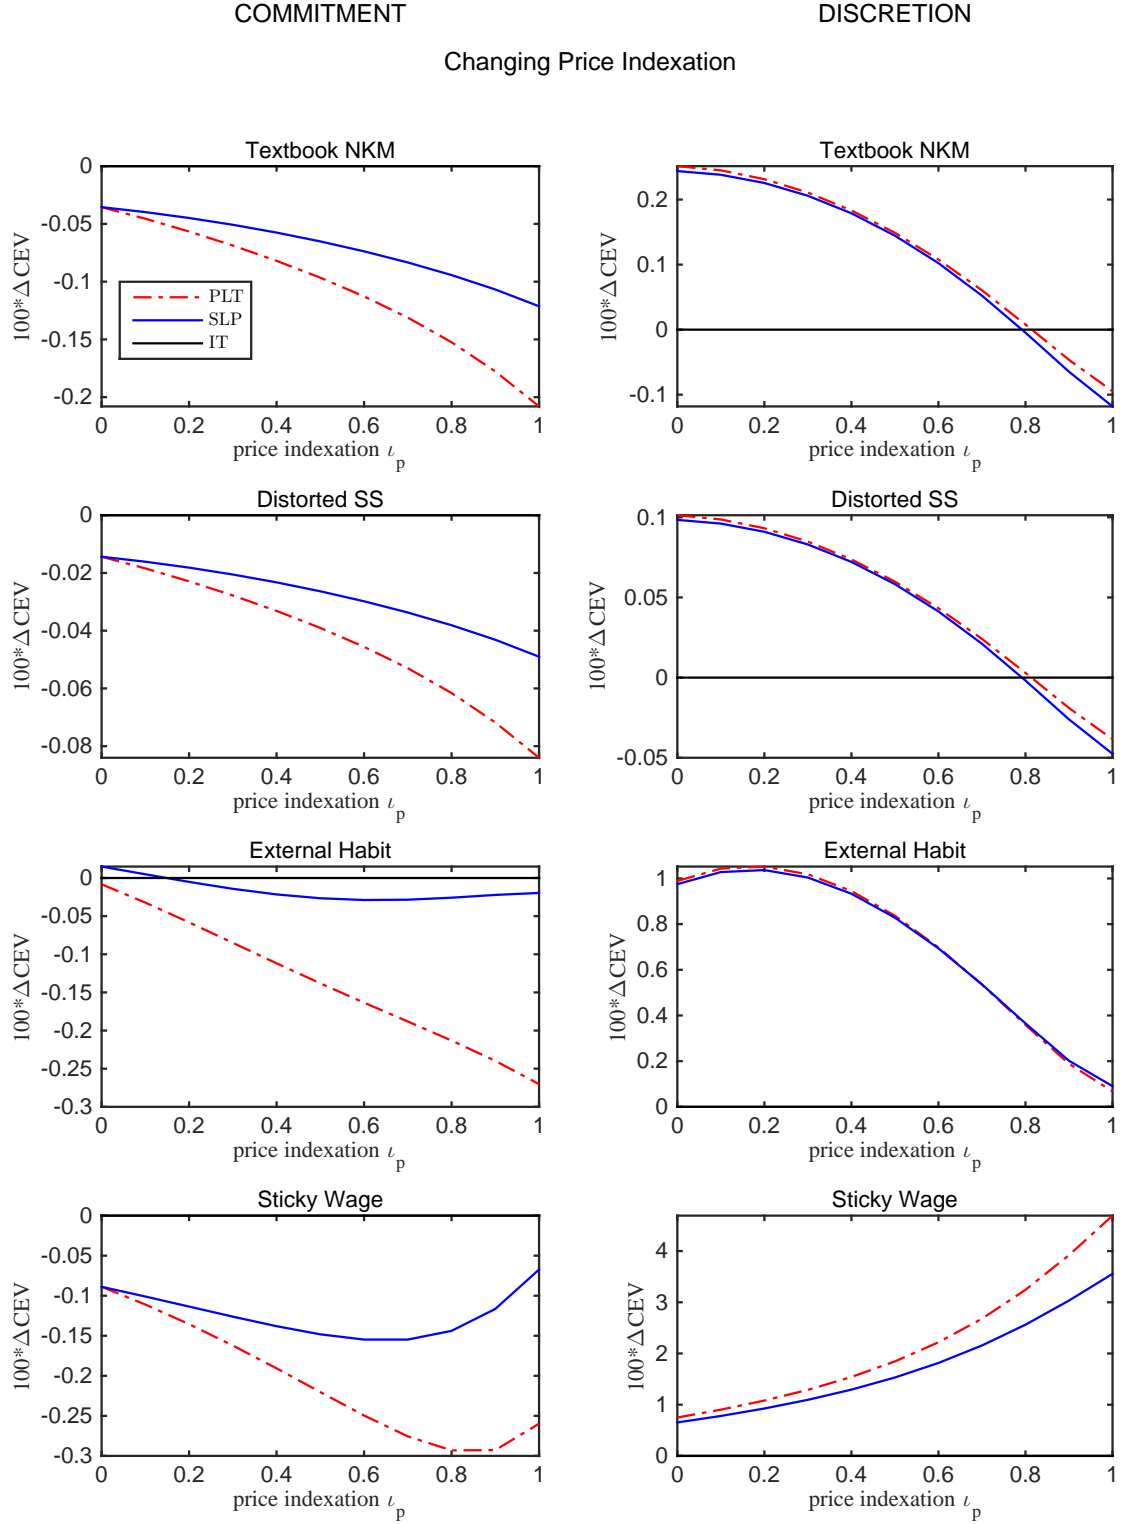 COMMITMENT DISCRETION
Changing Price Indexation
Textbook NKM
0
-0.05
-0.1
-0.15
-0.2
100*ΔCEV
PLT
SLP
IT
0 0.2 0.4 0.6 0.8 1
price indexation ι_p
Textbook NKM
0.2
0.1
0
-0.1
100*ΔCEV
0 0.2 0.4 0.6 0.8 1
price indexation ι_p
Distorted SS
0
-0.02
-0.04
-0.06
-0.08
100*ΔCEV
0 0.2 0.4 0.6 0.8 1
price indexation ι_p
Distorted SS
0.1
0.05
0
-0.05
100*ΔCEV
0 0.2 0.4 0.6 0.8 1
price indexation ι_p
External Habit
0
-0.05
-0.1
-0.15
-0.2
-0.25
-0.3
100*ΔCEV
0 0.2 0.4 0.6 0.8 1
price indexation ι_p
External Habit
1
0.8
0.6
0.4
0.2
0
100*ΔCEV
0 0.2 0.4 0.6 0.8 1
price indexation ι_p
Sticky Wage
0
-0.05
-0.1
-0.15
-0.2
-0.25
-0.3
100*ΔCEV
0 0.2 0.4 0.6 0.8 1
price indexation ι_p
Sticky Wage
4
3
2
1
0
100*ΔCEV
0 0.2 0.4 0.6 0.8 1
price indexation ι_p